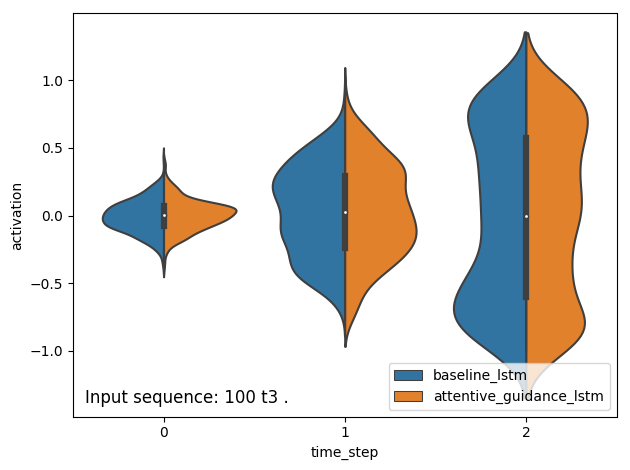 1.0
0.5
0.0
−0.5
−1.0
activation
Input sequence: 100 t3 .
baseline_lstm
attentive_guidance_lstm
0 1 2
time_step